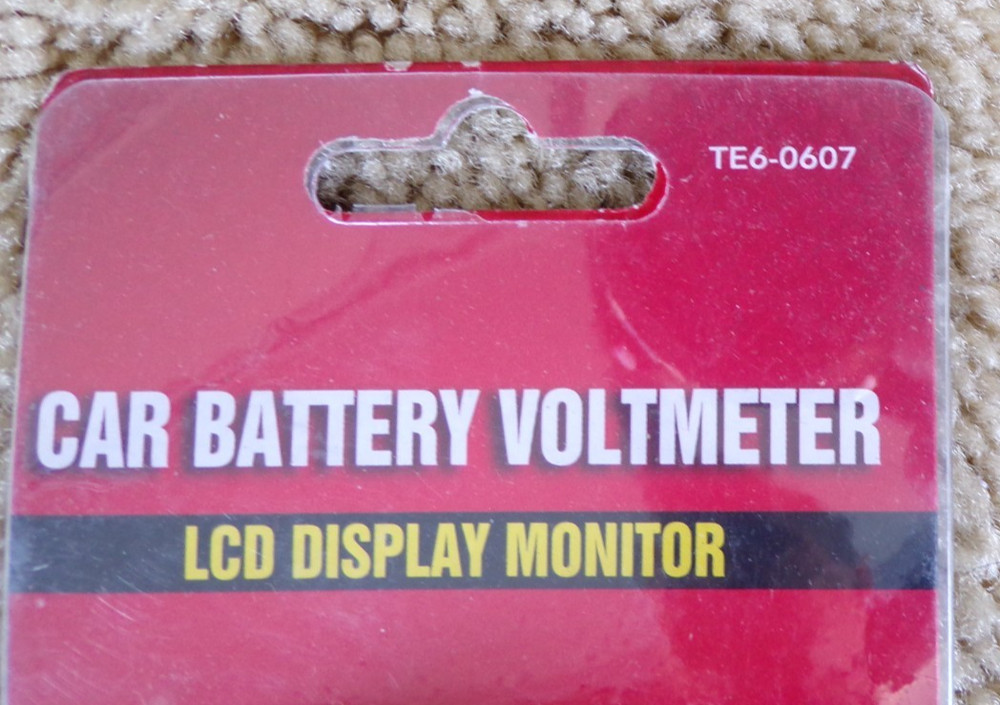 TE6-0607
CAR BATTERY VOLTMETER
LCD DISPLAY MONITOR